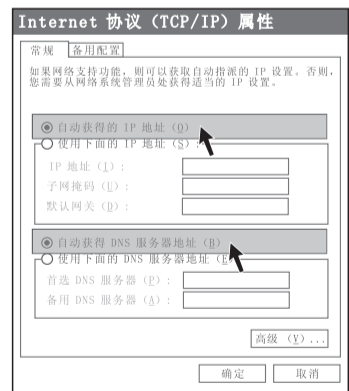 Internet 协议（TCP/IP）属性
常规 备用配置
如果网络支持功能，则可以获取自动指派的 IP 设置。否则，
您需要从网络系统管理员处获得适当的 IP 设置。
自动获得的 IP 地址（O）
使用下面的 IP 地址（S）:
IP 地址（I）:
子网掩码（U）:
默认网关（D）:
自动获得 DNS 服务器地址（B）
使用下面的 DNS 服务器地址（E
首选 DNS 服务器（P）:
备用 DNS 服务器（A）:
高级 （V）...
确定 取消